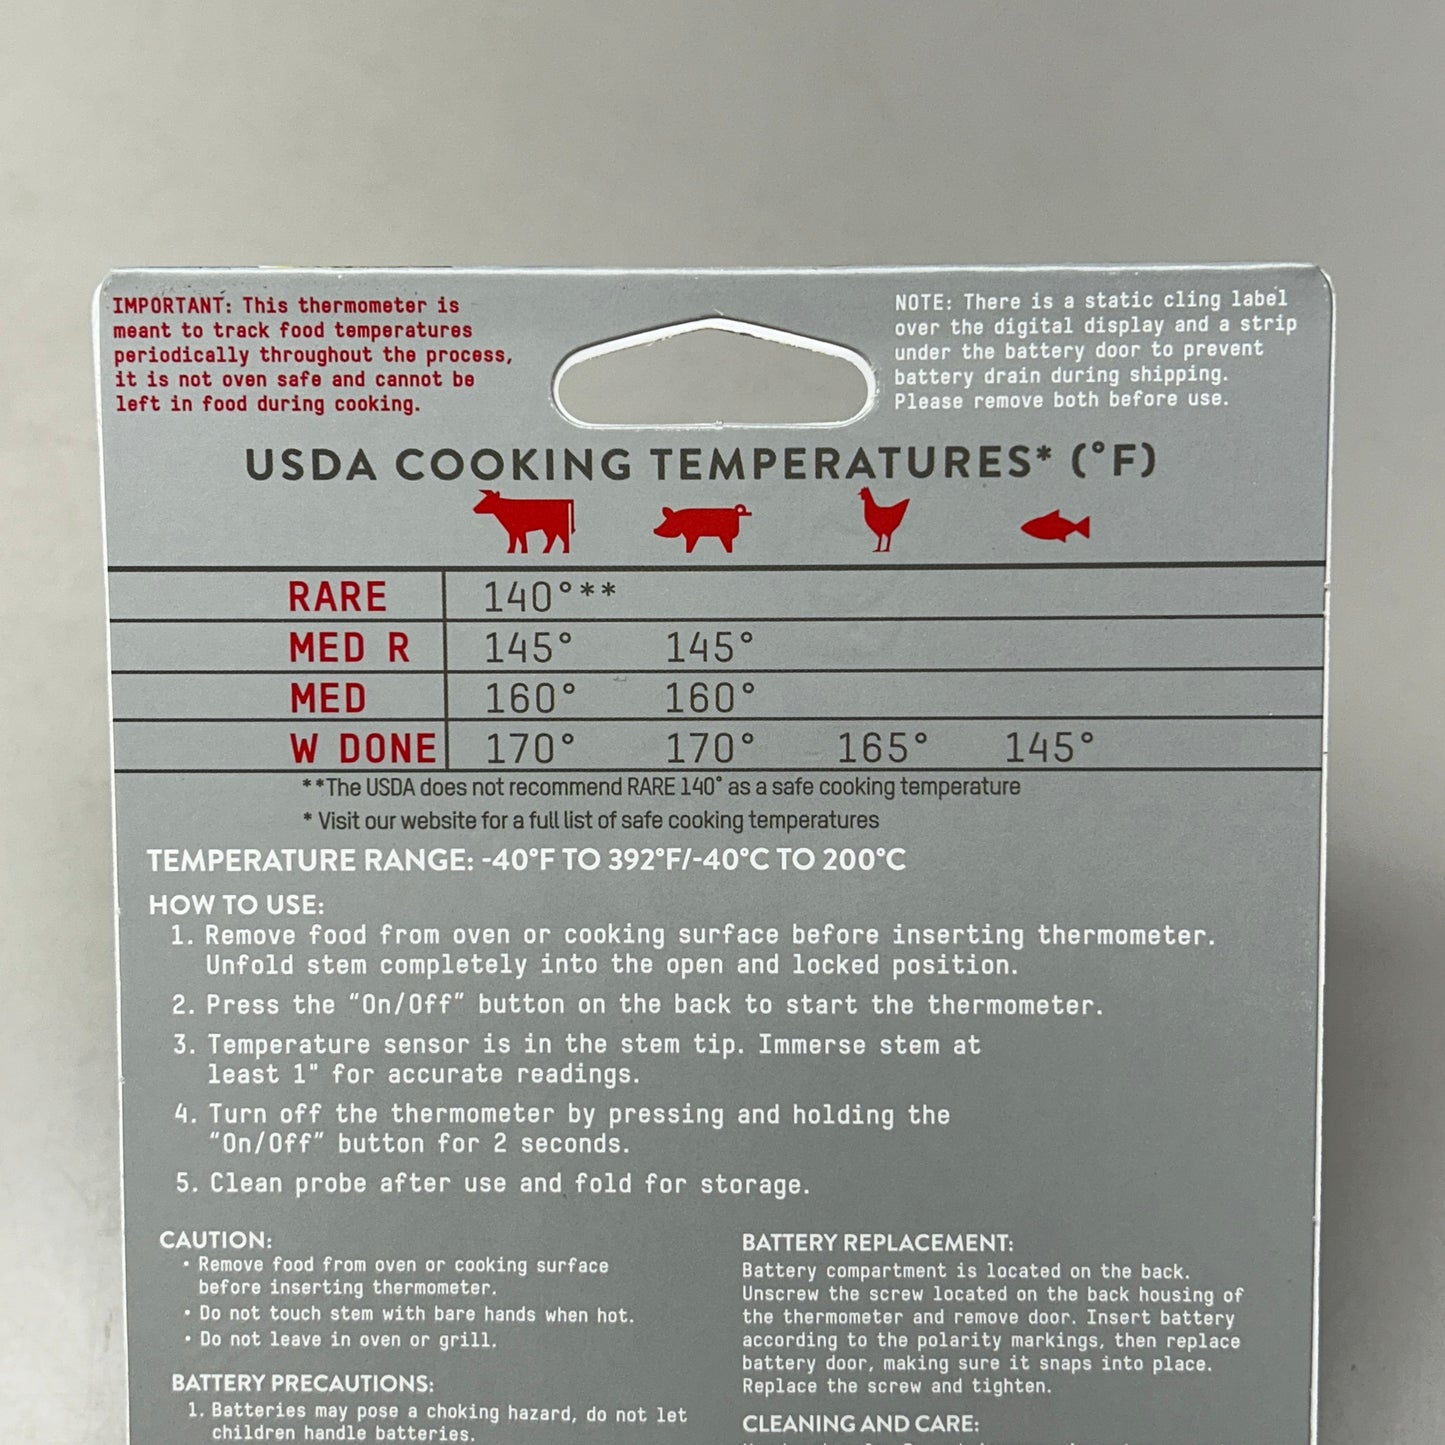 IMPORTANT: This thermometer is
meant to track food temperatures
periodically throughout the process,
it is not oven safe and cannot be
left in food during cooking.
NOTE: There is a static cling label
over the digital display and a strip
under the battery door to prevent
battery drain during shipping.
Please remove both before use.
USDA COOKING TEMPERATURES* (°F)
RARE 140°**
MED R 145° 145°
MED 160° 160°
W DONE 170° 170° 165° 145°
**The USDA does not recommend RARE 140° as a safe cooking temperature
* Visit our website for a full list of safe cooking temperatures
TEMPERATURE RANGE: -40°F TO 392°F/-40°C TO 200°C
HOW TO USE:
1. Remove food from oven or cooking surface before inserting thermometer.
Unfold stem completely into the open and locked position.
2. Press the “On/Off” button on the back to start the thermometer.
3. Temperature sensor is in the stem tip. Immerse stem at
least 1" for accurate readings.
4. Turn off the thermometer by pressing and holding the
“On/Off” button for 2 seconds.
5. Clean probe after use and fold for storage.
CAUTION:
• Remove food from oven or cooking surface
before inserting thermometer.
• Do not touch stem with bare hands when hot.
• Do not leave in oven or grill.
BATTERY PRECAUTIONS:
1. Batteries may pose a choking hazard, do not let
children handle batteries.
BATTERY REPLACEMENT:
Battery compartment is located on the back.
Unscrew the screw located on the back housing of
the thermometer and remove door. Insert battery
according to the polarity markings, then replace
battery door, making sure it snaps into place.
Replace the screw and tighten.
CLEANING AND CARE: